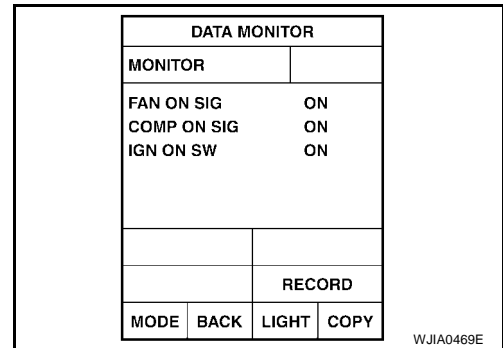 DATA MONITOR
MONITOR
FAN ON SIG ON
COMP ON SIG ON
IGN ON SW ON
RECORD
MODE BACK LIGHT COPY
WJIA0469E